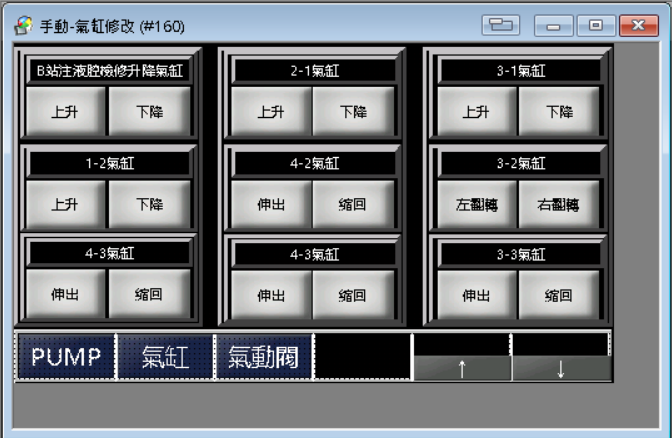 手動-氣缸修改 (#160)
B站注液腔檢修升降氣缸
上升 下降
2-1氣缸
上升 下降
3-1氣缸
上升 下降
1-2氣缸
上升 下降
4-2氣缸
伸出 縮回
3-2氣缸
左翻轉 右翻轉
4-3氣缸
伸出 縮回
4-3氣缸
伸出 縮回
3-3氣缸
伸出 縮回
PUMP 氣缸 氣動閥 ↑ ↓